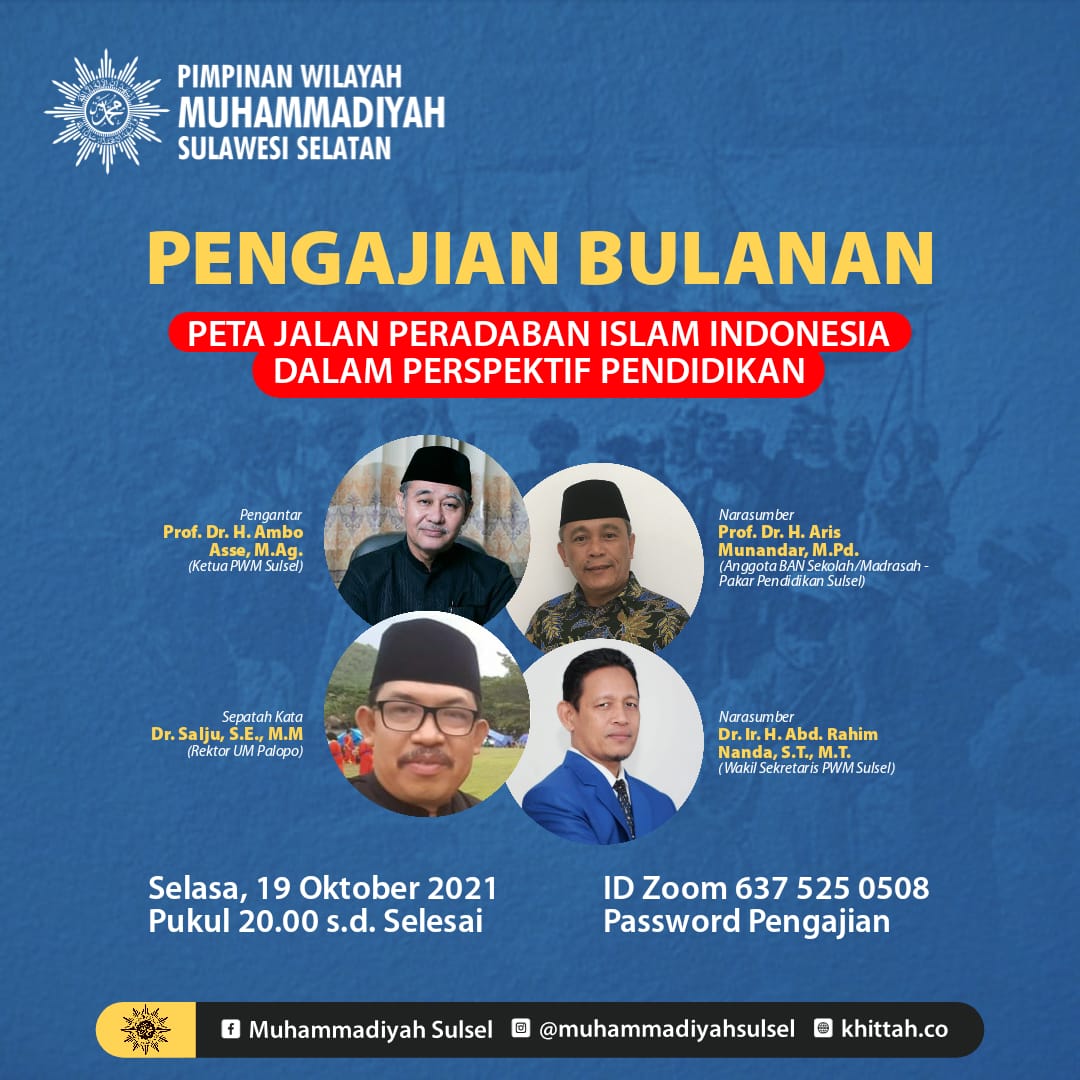 PIMPINAN WILAYAH
MUHAMMADIYAH
SULAWESI SELATAN
PENGAJIAN BULANAN
PETA JALAN PERADABAN ISLAM INDONESIA
DALAM PERSPEKTIF PENDIDIKAN
Pengantar
Prof. Dr. H. Ambo
Asse, M.Ag.
(Ketua PWM Sulsel)
Narasumber
Prof. Dr. H. Aris
Munandar, M.Pd.
(Anggota BAN Sekolah/Madrasah -
Pakar Pendidikan Sulsel)
Sepatah Kata
Dr. Salju, S.E., M.M
(Rektor UM Palopo)
Narasumber
Dr. Ir. H. Abd. Rahim
Nanda, S.T., M.T.
(Wakil Sekretaris PWM Sulsel)
Selasa, 19 Oktober 2021
Pukul 20.00 s.d. Selesai
ID Zoom 637 525 0508
Password Pengajian
Muhammadiyah Sulsel @muhammadiyahsulsel khittah.co